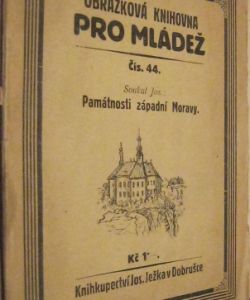 OBRÁZKOVÁ KNIHOVNA
PRO MLÁDEŽ
Čís. 44.
Soukal Jos.:
Památnosti západní Moravy.
Kč 1
Knihkupectví Jos. Ježka v Dobrušce